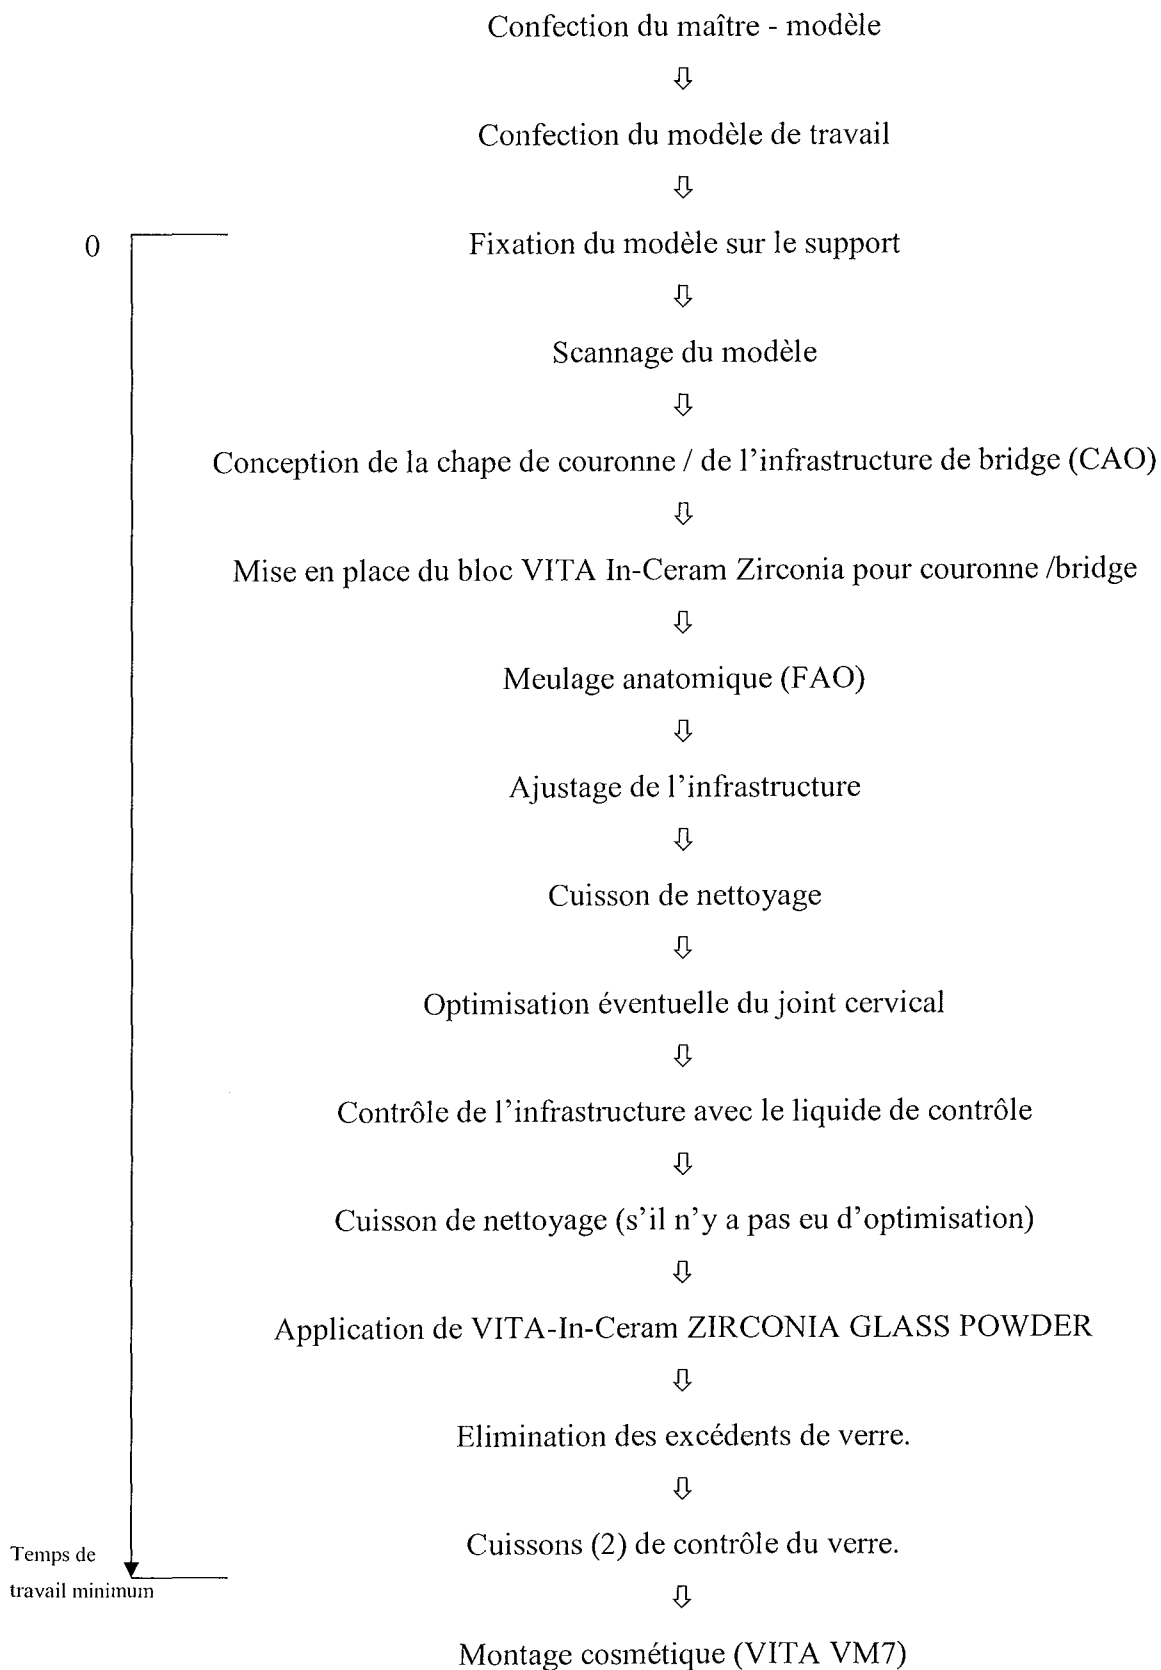 Confection du maître - modèle
⇩
Confection du modèle de travail
⇩
0
Fixation du modèle sur le support
⇩
Scannage du modèle
⇩
Conception de la chape de couronne / de l'infrastructure de bridge (CAO)
⇩
Mise en place du bloc VITA In-Ceram Zirconia pour couronne /bridge
⇩
Meulage anatomique (FAO)
⇩
Ajustage de l'infrastructure
⇩
Cuisson de nettoyage
⇩
Optimisation éventuelle du joint cervical
⇩
Contrôle de l'infrastructure avec le liquide de contrôle
⇩
Cuisson de nettoyage (s'il n'y a pas eu d'optimisation)
⇩
Application de VITA-In-Ceram ZIRCONIA GLASS POWDER
⇩
Elimination des excédents de verre.
⇩
Cuissons (2) de contrôle du verre.
Temps de
travail minimum
⇩
Montage cosmétique (VITA VM7)